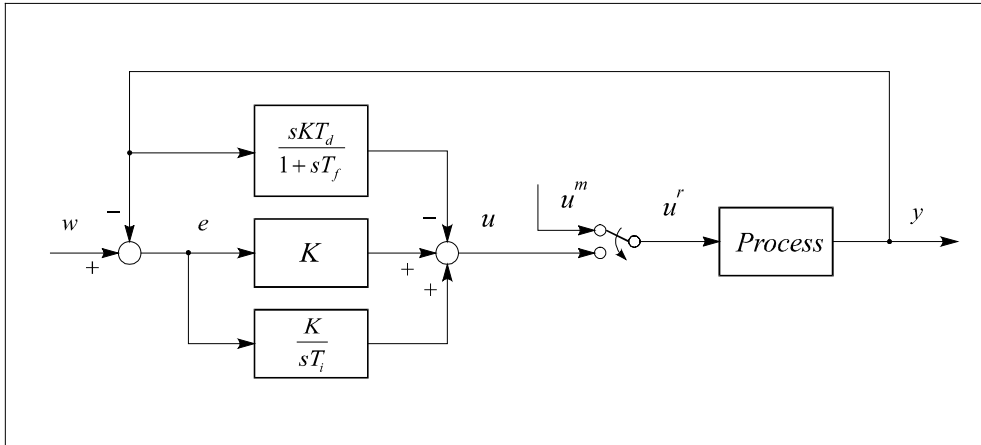 sKT_d
1 + sT_f
w
−
+
e
K
−
+
+
K
sT_i
u
u^m
u^r
Process
y